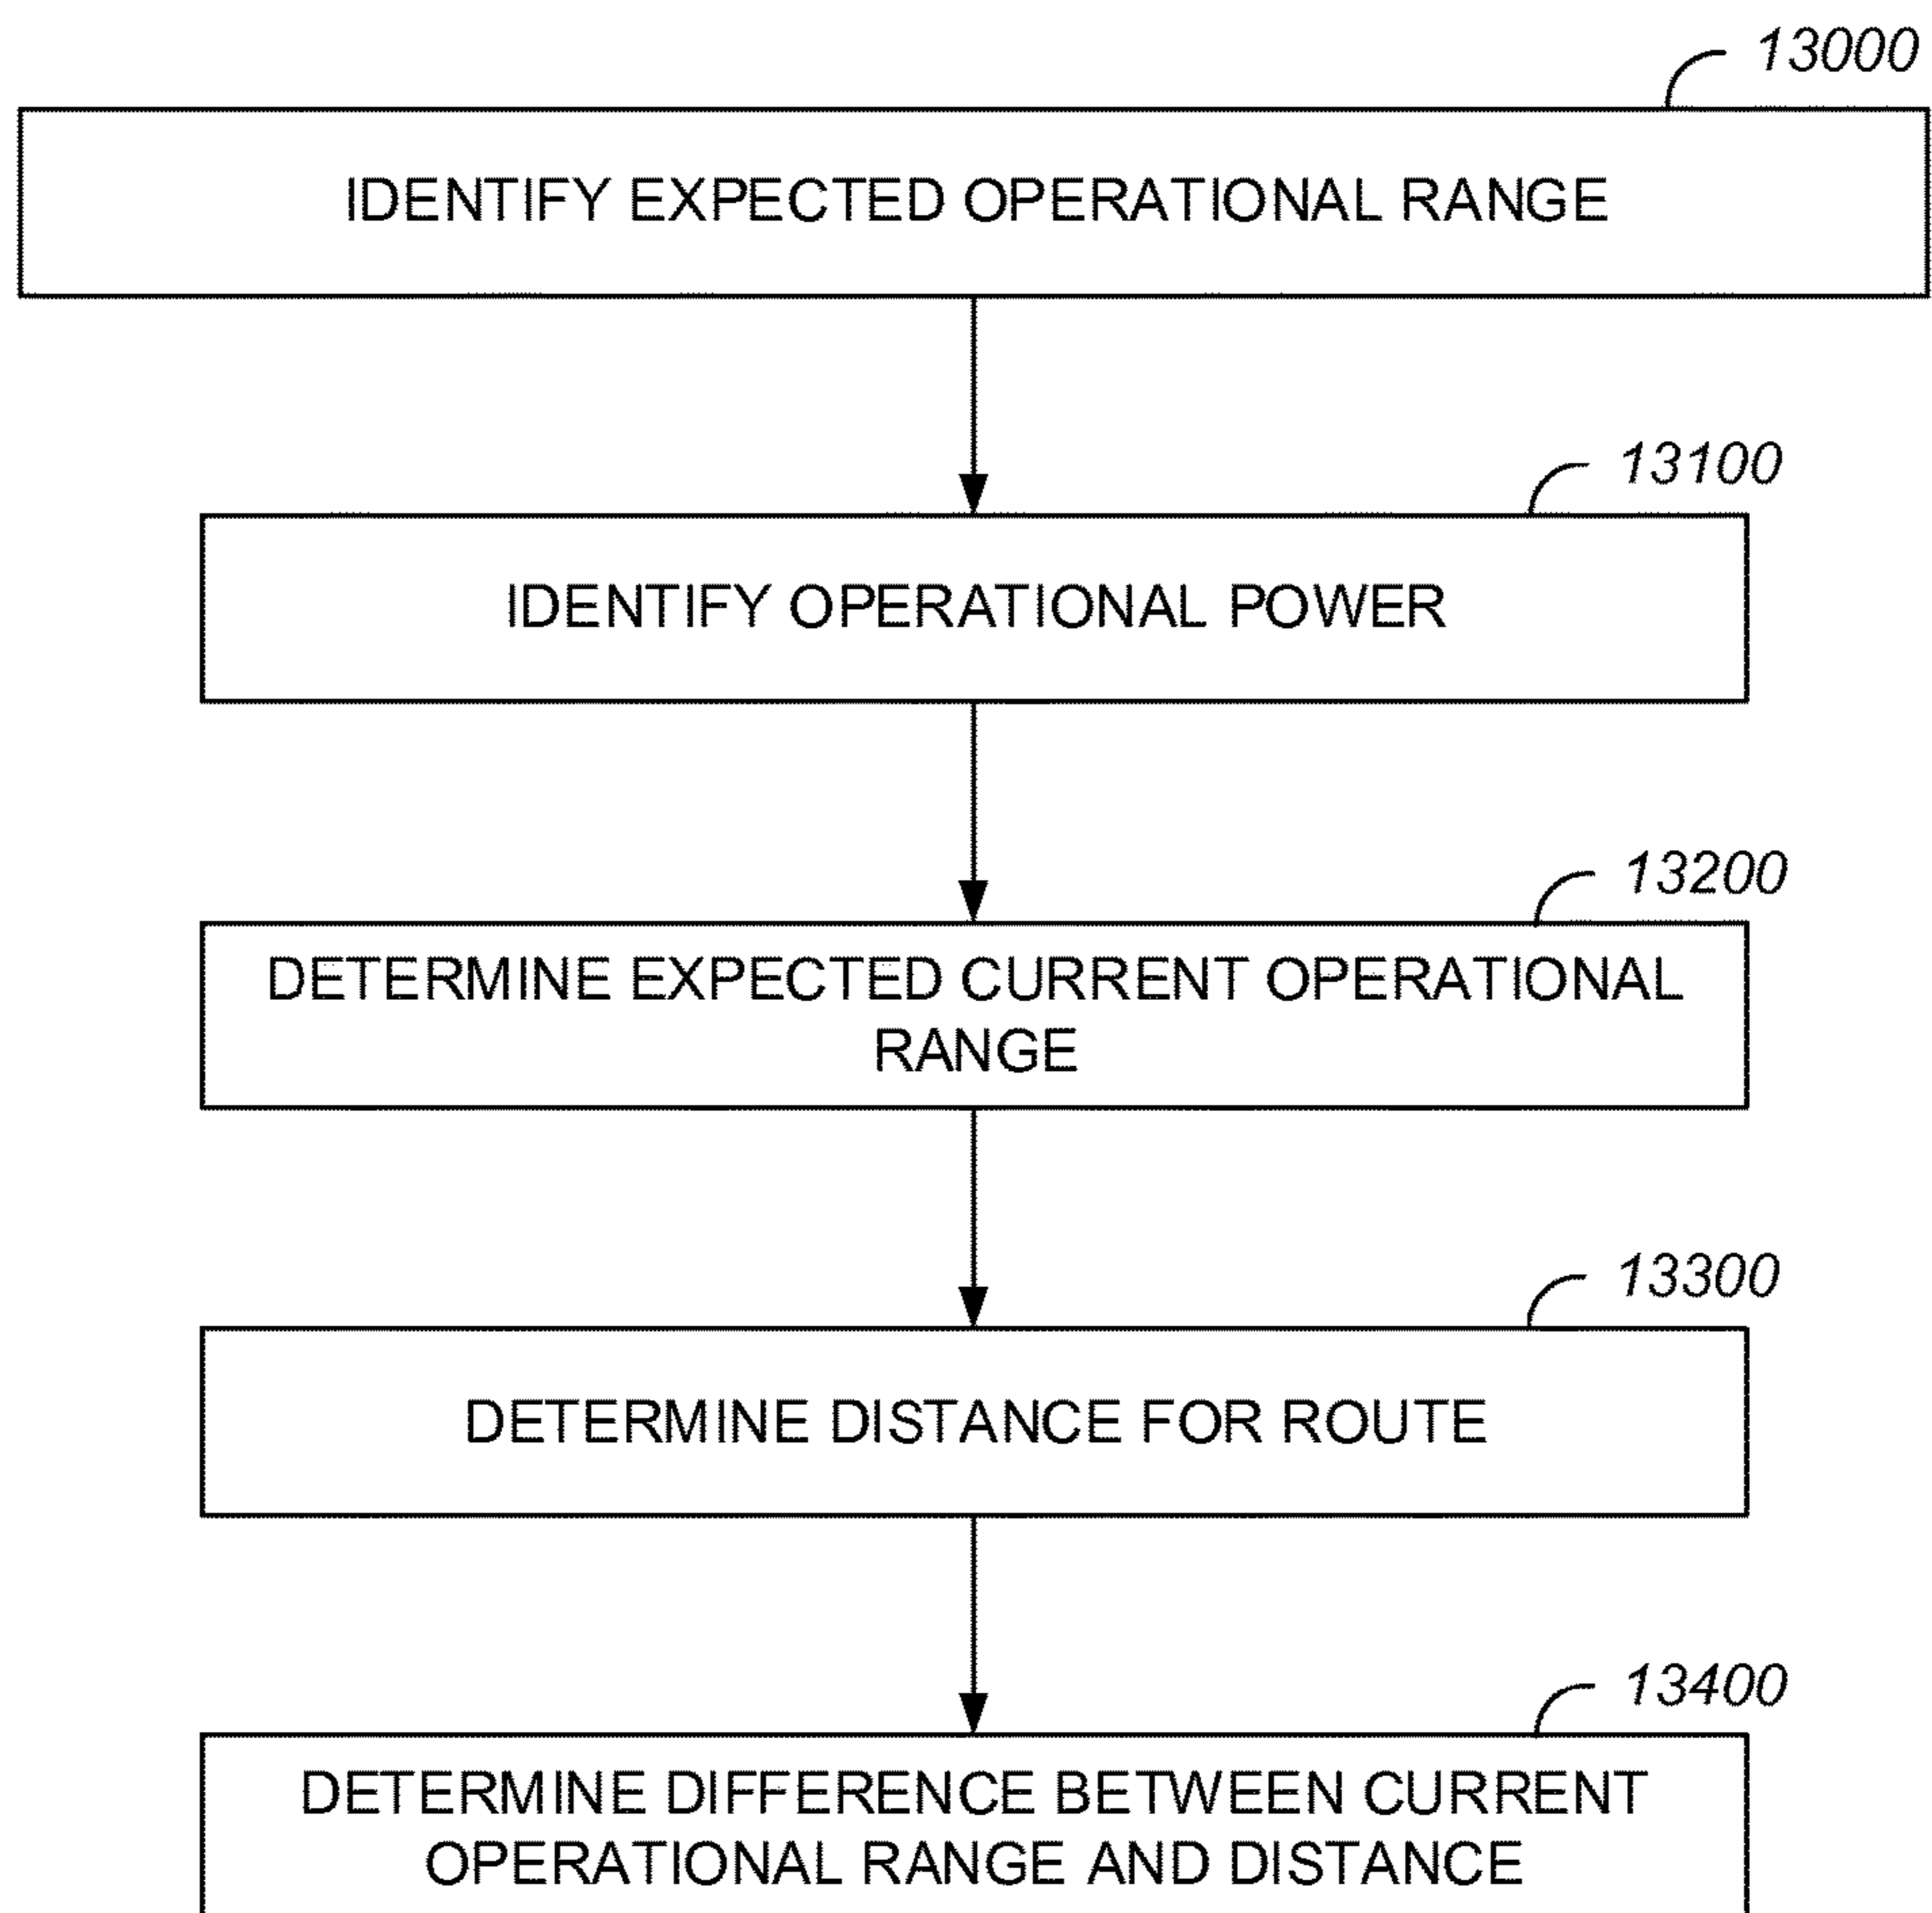 13000
IDENTIFY EXPECTED OPERATIONAL RANGE
13100
IDENTIFY OPERATIONAL POWER
13200
DETERMINE EXPECTED CURRENT OPERATIONAL
RANGE
13300
DETERMINE DISTANCE FOR ROUTE
13400
DETERMINE DIFFERENCE BETWEEN CURRENT
OPERATIONAL RANGE AND DISTANCE